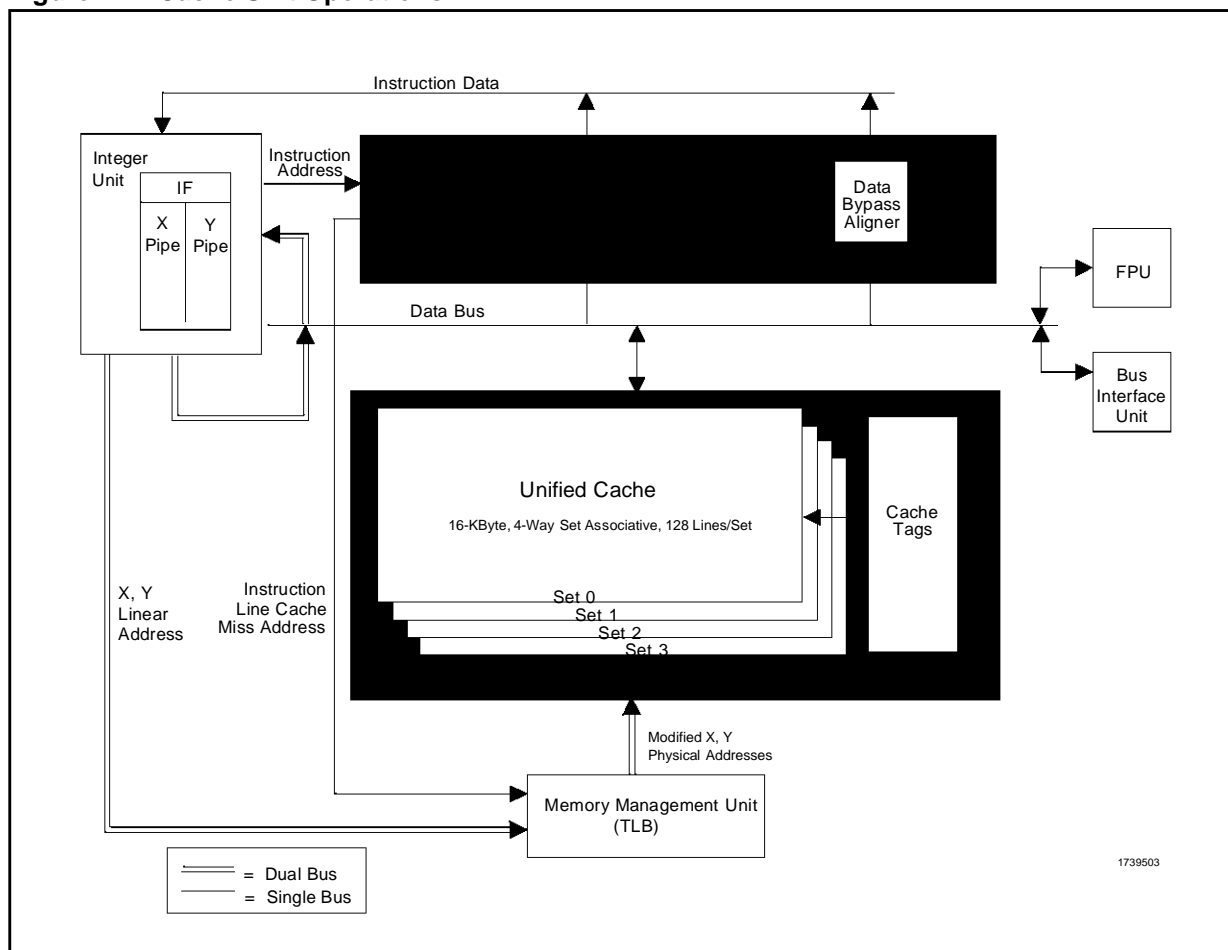 Instruction Data
Integer
Unit
IF
X
Pipe
Y
Pipe
Instruction
Address
Data
Bypass
Aligner
FPU
Data Bus
Bus
Interface
Unit
Unified Cache
16-KByte, 4-Way Set Associative, 128 Lines/Set
Cache
Tags
Set 0
Set 1
Set 2
Set 3
X, Y
Linear
Address
Instruction
Line Cache
Miss Address
Modified X, Y
Physical Addresses
Memory Management Unit
(TLB)
= Dual Bus
= Single Bus
1739503